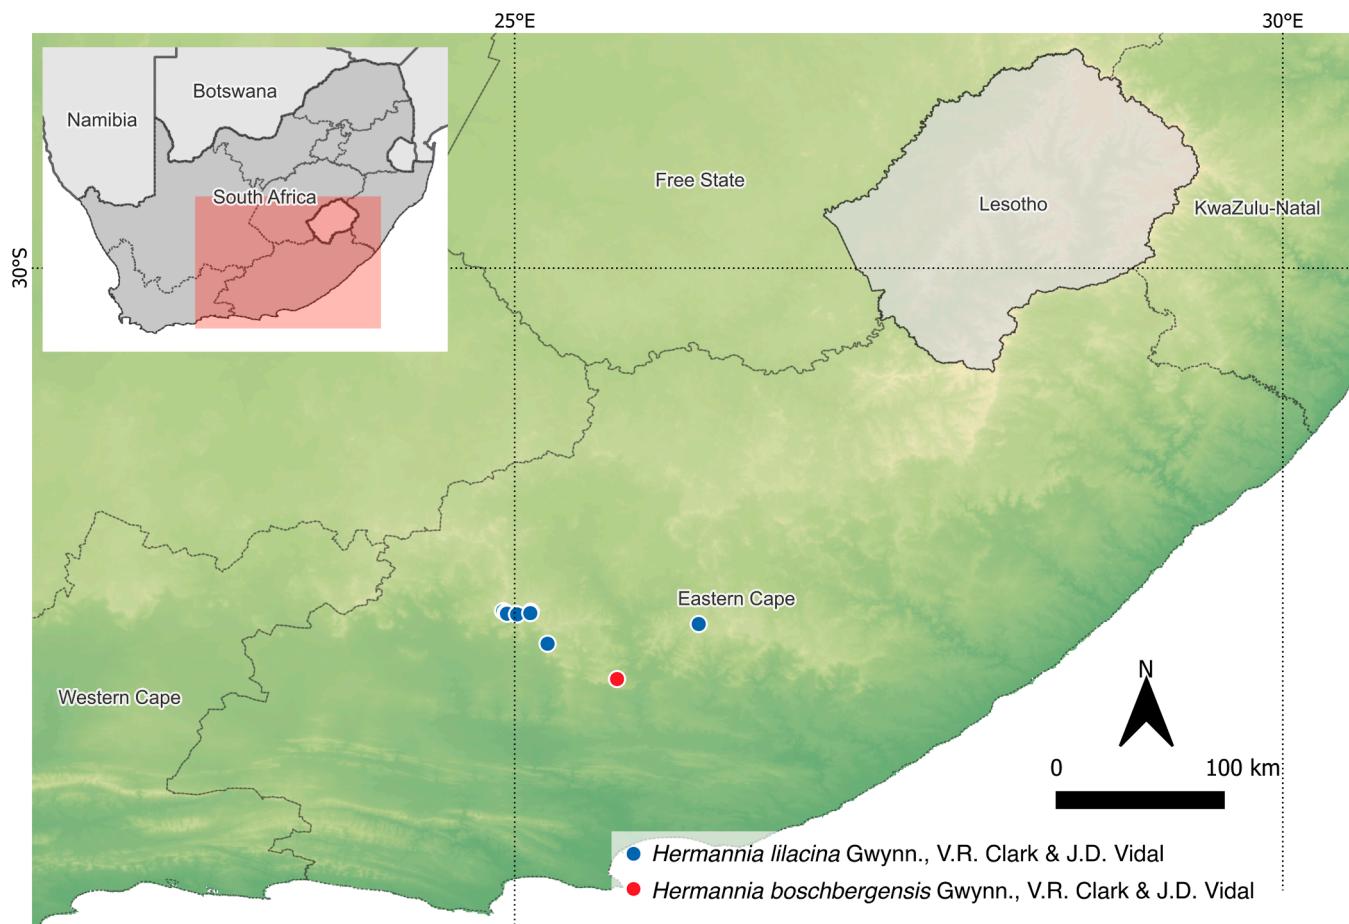 25°E
30°E
Botswana
Namibia
South Africa
Free State
Lesotho
KwaZulu-Natal
30°S
Eastern Cape
Western Cape
N
0 100 km
Hermannia lilacina Gwynn., V.R. Clark & J.D. Vidal
Hermannia boschbergensis Gwynn., V.R. Clark & J.D. Vidal